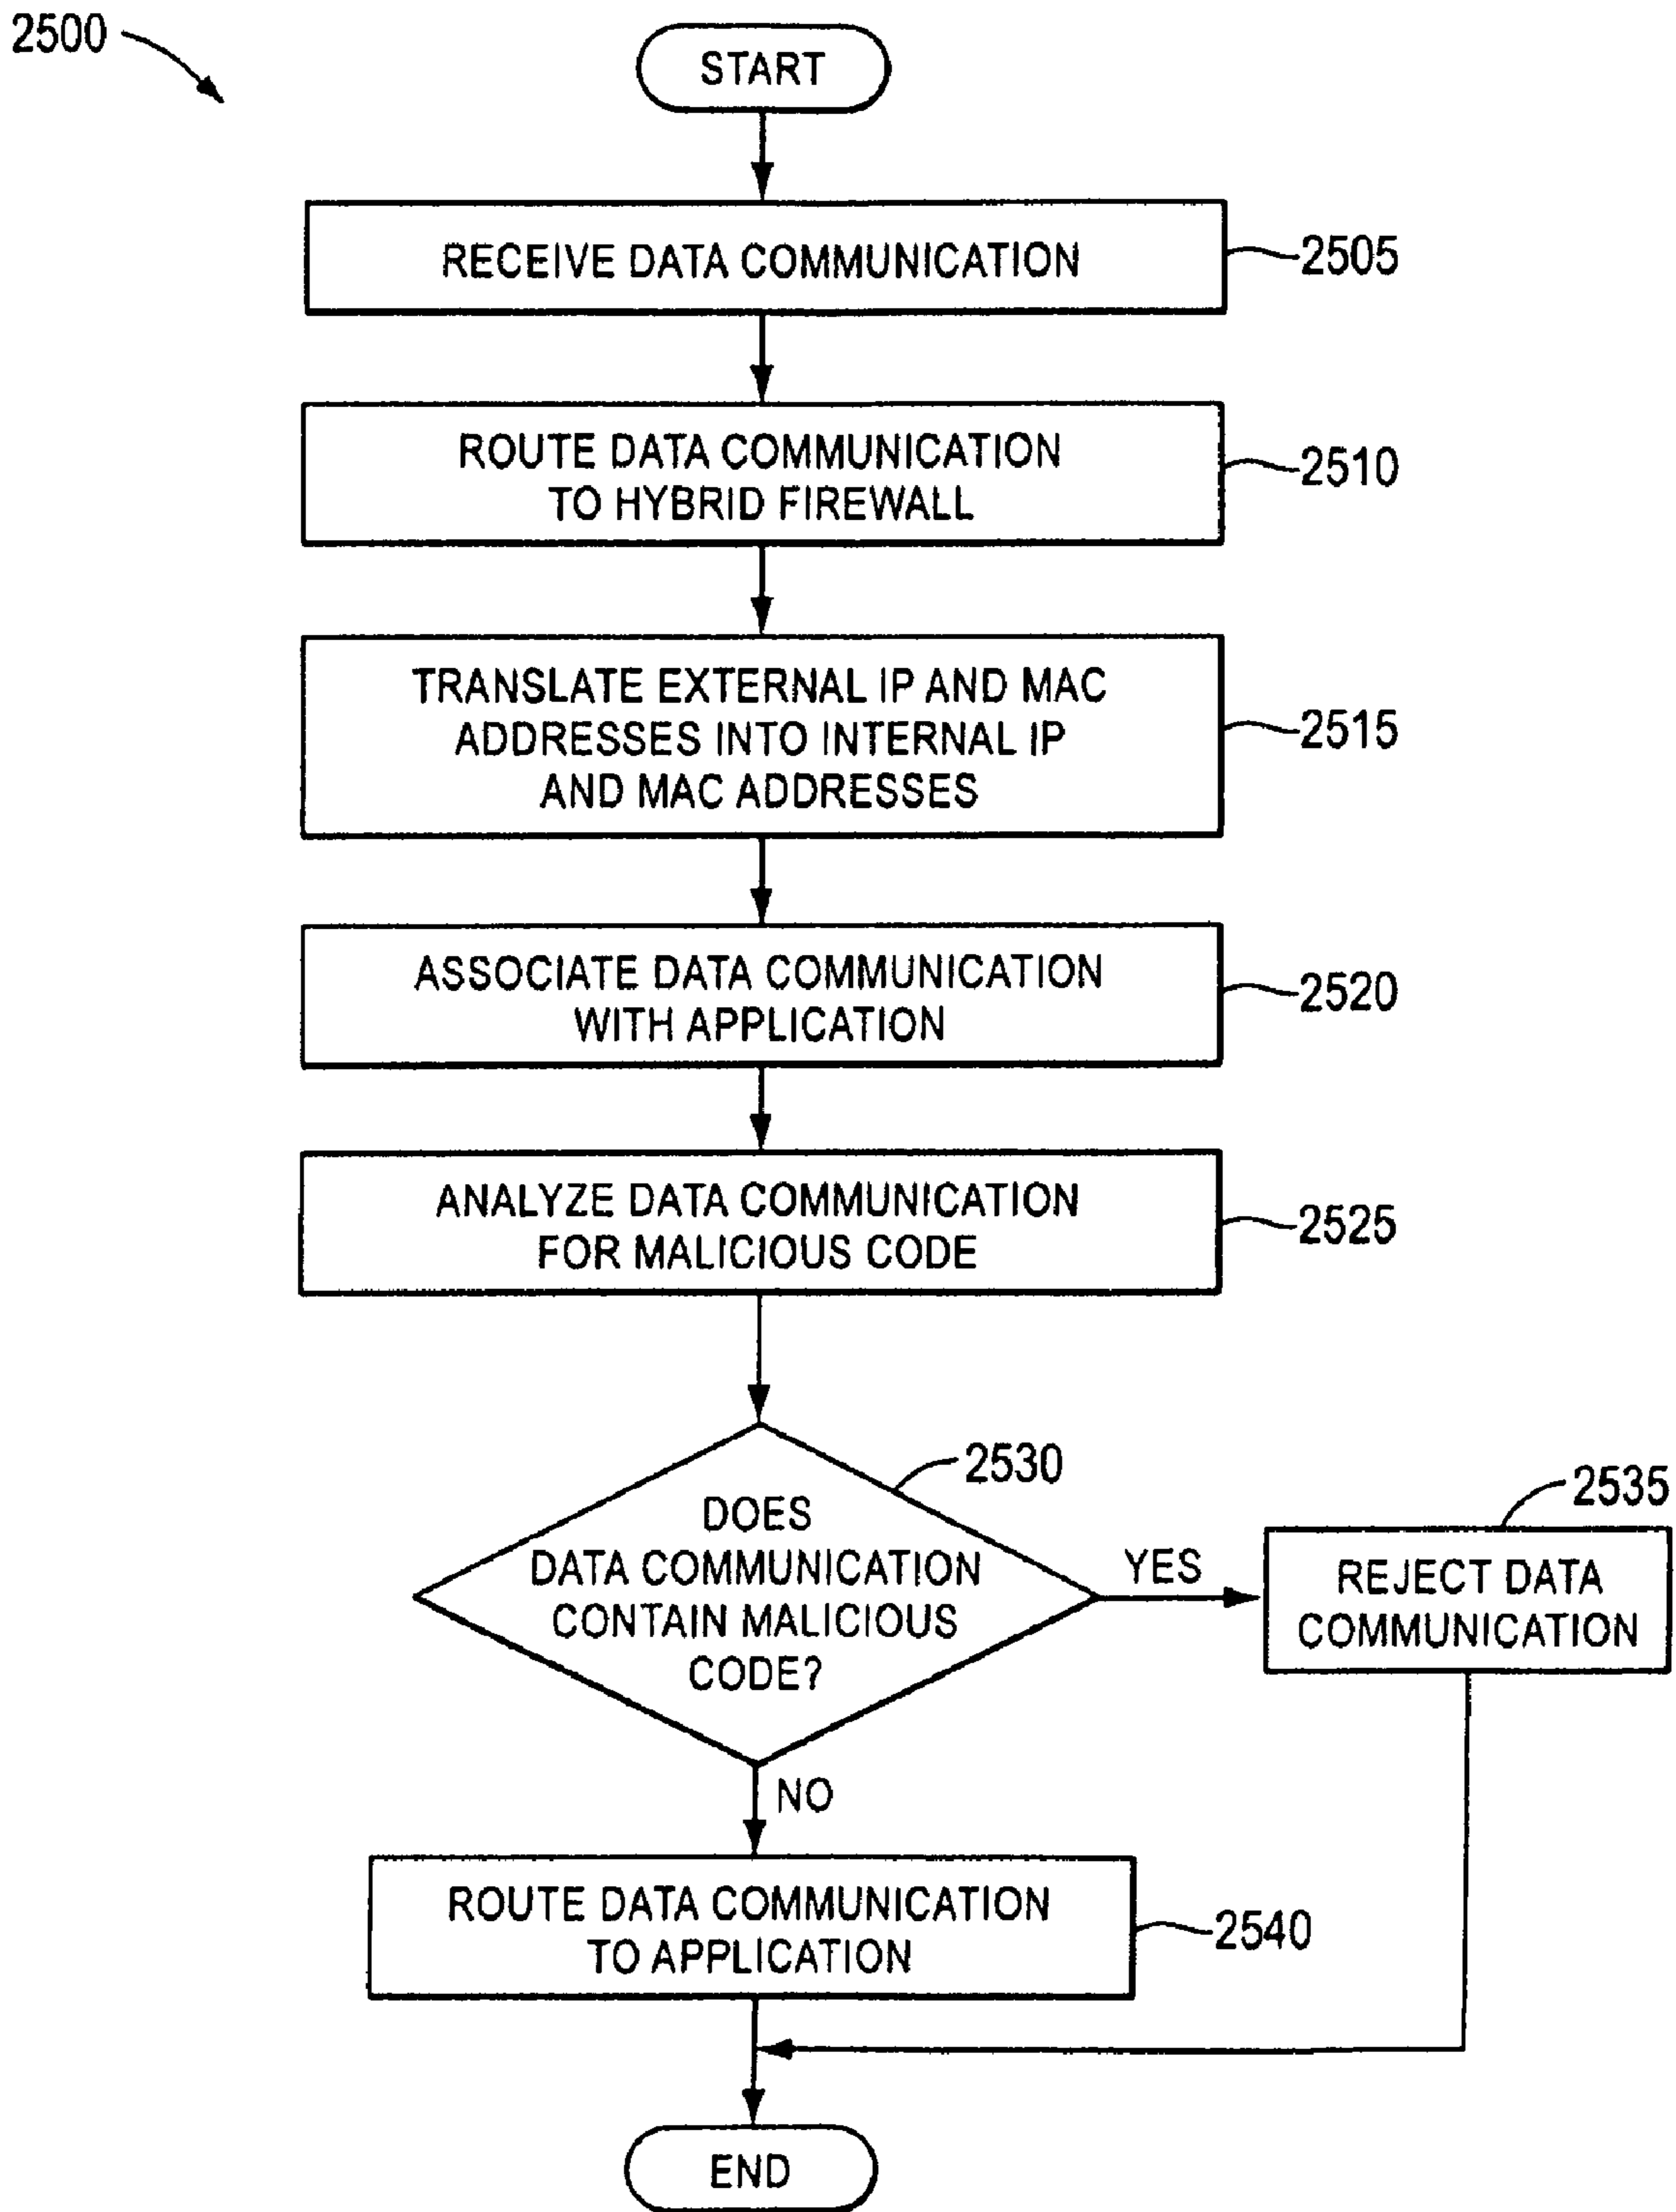 2500
START
RECEIVE DATA COMMUNICATION
2505
ROUTE DATA COMMUNICATION
TO HYBRID FIREWALL
2510
TRANSLATE EXTERNAL IP AND MAC
ADDRESSES INTO INTERNAL IP
AND MAC ADDRESSES
2515
ASSOCIATE DATA COMMUNICATION
WITH APPLICATION
2520
ANALYZE DATA COMMUNICATION
FOR MALICIOUS CODE
2525
2530
DOES
DATA COMMUNICATION
CONTAIN MALICIOUS
CODE?
YES
2535
REJECT DATA
COMMUNICATION
NO
ROUTE DATA COMMUNICATION
TO APPLICATION
2540
END